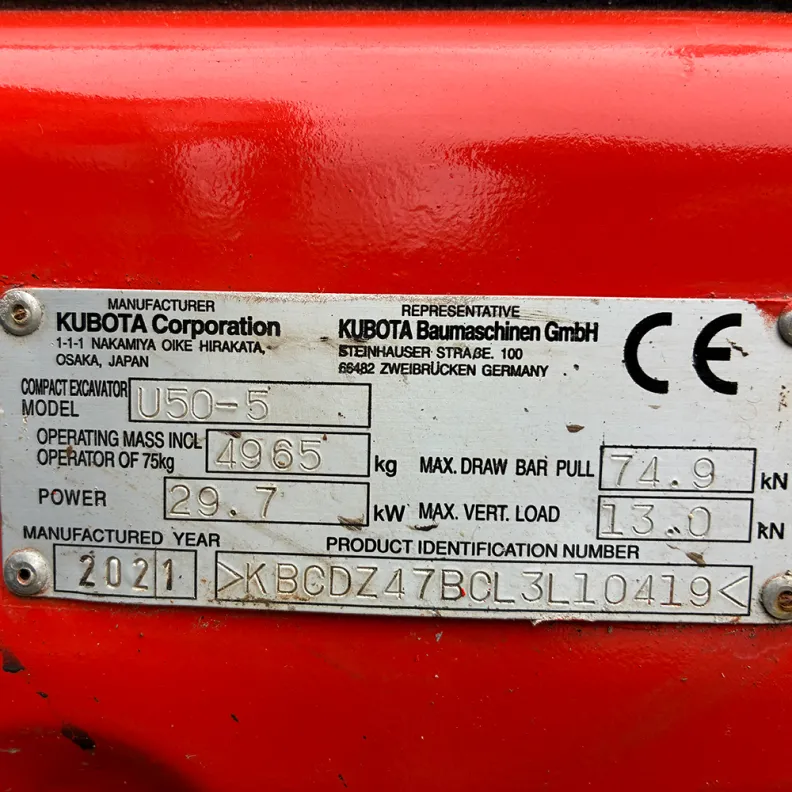 MANUFACTURER
KUBOTA Corporation
1-1-1 NAKAMIYA OIKE HIRAKATA,
OSAKA, JAPAN
REPRESENTATIVE
KUBOTA Baumaschinen GmbH
STEINHAUSER STRAßE. 100
66482 ZWEIBRÜCKEN GERMANY
CE
COMPACT EXCAVATOR
MODEL U50-5
OPERATING MASS INCL
OPERATOR OF 75kg 4965 kg
MAX. DRAW BAR PULL 74.9 kN
POWER 29.7 kW
MAX. VERT. LOAD 13.0 kN
MANUFACTURED YEAR
2021
PRODUCT IDENTIFICATION NUMBER
>KBCDZ47BCL3L10419<